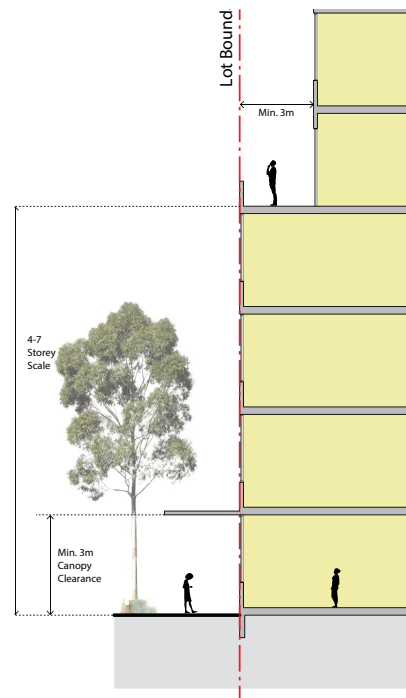 Lot Bound
Min. 3m
4-7
Storey
Scale
Min. 3m
Canopy
Clearance